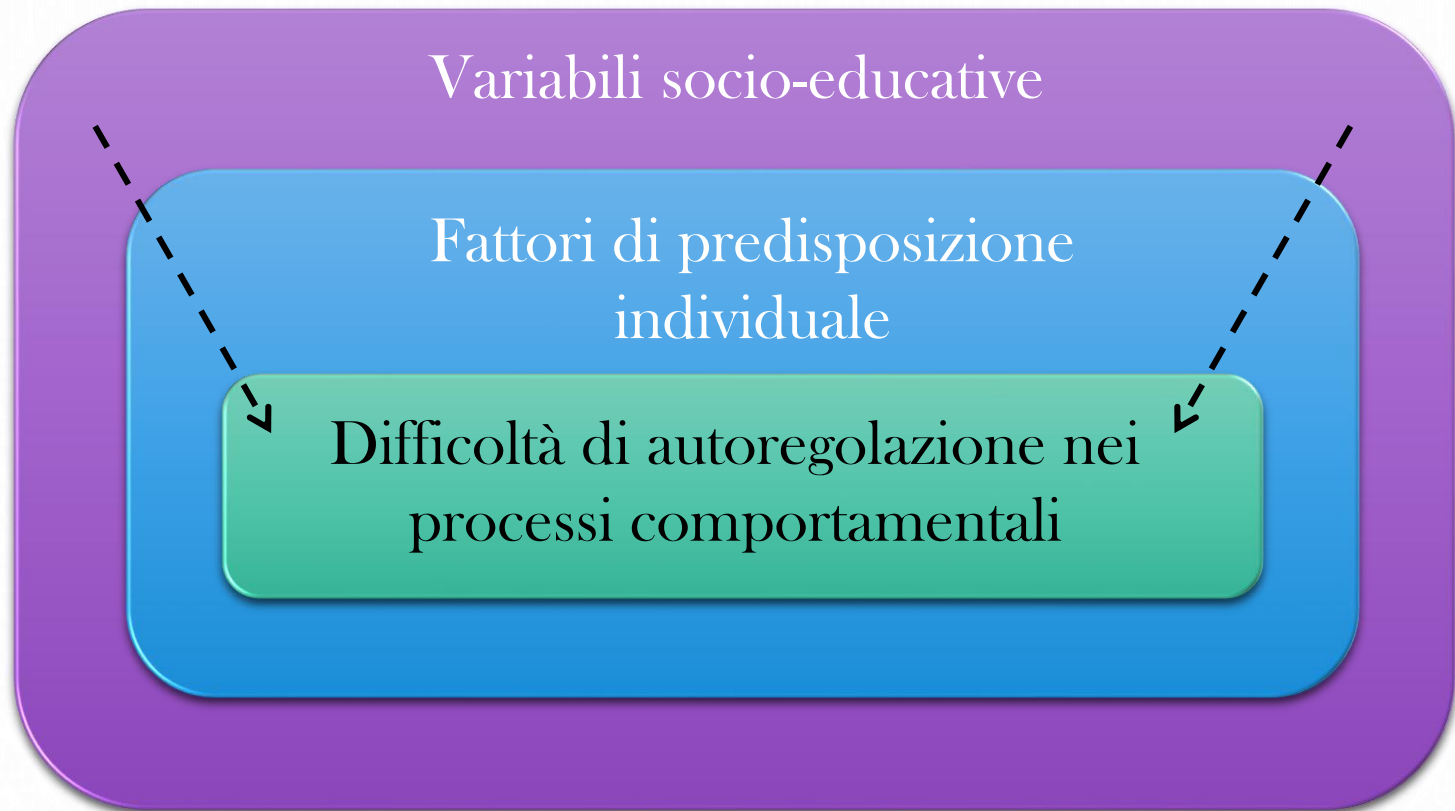 Variabili socio-educative
Fattori di predisposizione
individuale
Difficoltà di autoregolazione nei
processi comportamentali